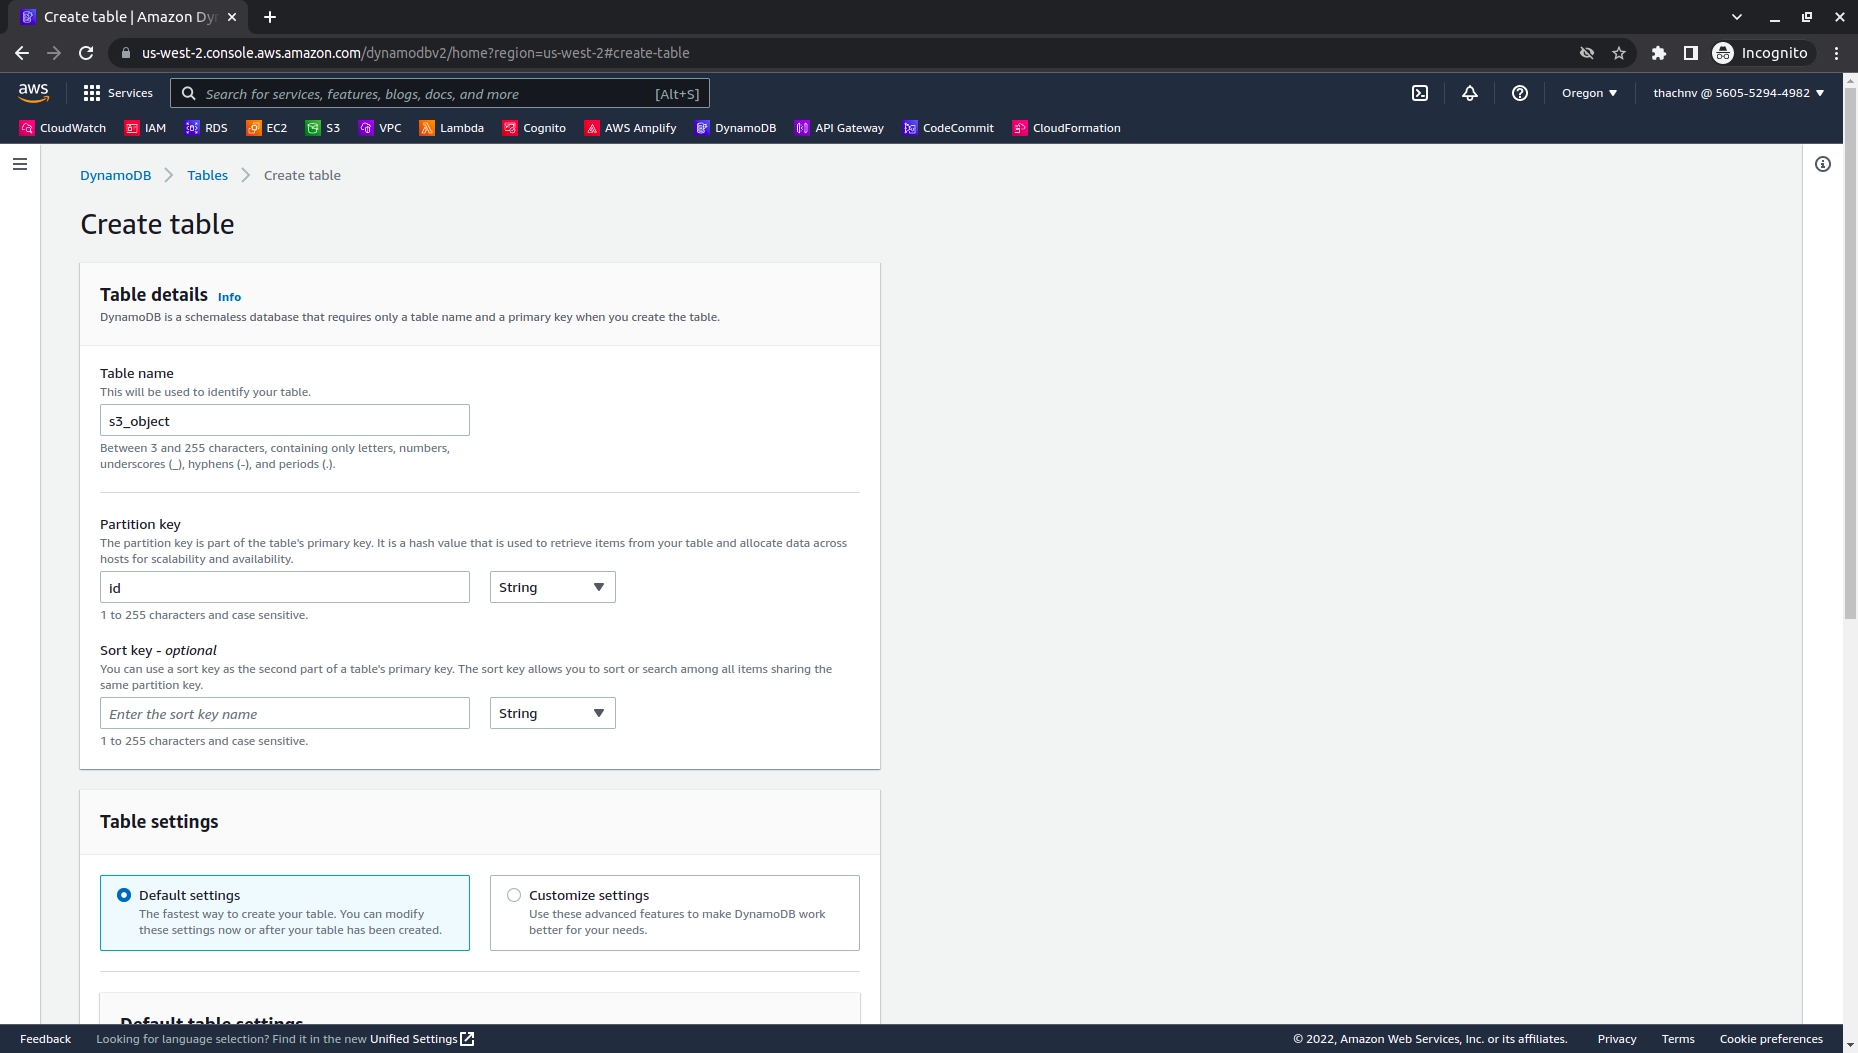 Create table | Amazon Dy
us-west-2.console.aws.amazon.com/dynamodbv2/home?region=us-west-2#create-table
Incognito
aws
Services
Search for services, features, blogs, docs, and more
[Alt+S]
Oregon
thachnv @ 5605-5294-4982
CloudWatch
IAM
RDS
EC2
S3
VPC
Lambda
Cognito
AWS Amplify
DynamoDB
API Gateway
CodeCommit
CloudFormation
DynamoDB
Tables
Create table
Create table
Table details Info
DynamoDB is a schemaless database that requires only a table name and a primary key when you create the table.
Table name
This will be used to identify your table.
s3_object
Between 3 and 255 characters, containing only letters, numbers,
underscores (_), hyphens (-), and periods (.).
Partition key
The partition key is part of the table's primary key. It is a hash value that is used to retrieve items from your table and allocate data across
hosts for scalability and availability.
id
String
1 to 255 characters and case sensitive.
Sort key - optional
You can use a sort key as the second part of a table's primary key. The sort key allows you to sort or search among all items sharing the
same partition key.
Enter the sort key name
String
1 to 255 characters and case sensitive.
Table settings
Default settings
The fastest way to create your table. You can modify
these settings now or after your table has been created.
Customize settings
Use these advanced features to make DynamoDB work
better for your needs.
Default table settings
Feedback
Looking for language selection? Find it in the new Unified Settings
© 2022, Amazon Web Services, Inc. or its affiliates.
Privacy
Terms
Cookie preferences